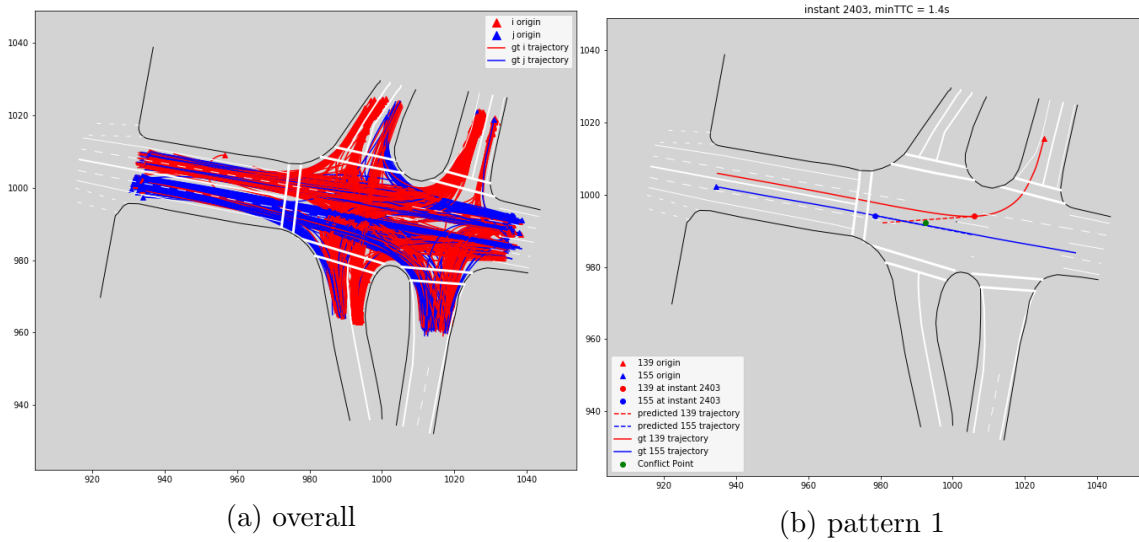 instant 2403, minTTC = 1.4s
i origin
j origin
gt i trajectory
gt j trajectory
1040
1020
1000
980
960
940
920
940
960
980
1000
1020
1040
(a) overall
1040
1020
1000
980
960
940
139 origin
155 origin
139 at instant 2403
155 at instant 2403
predicted 139 trajectory
predicted 155 trajectory
gt 139 trajectory
gt 155 trajectory
Conflict Point
920
940
960
980
1000
1020
1040
(b) pattern 1